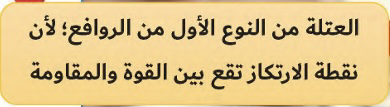 العتلة من النوع الأول من الروافع؛ لأن
نقطة الارتكاز تقع بين القوة والمقاومة